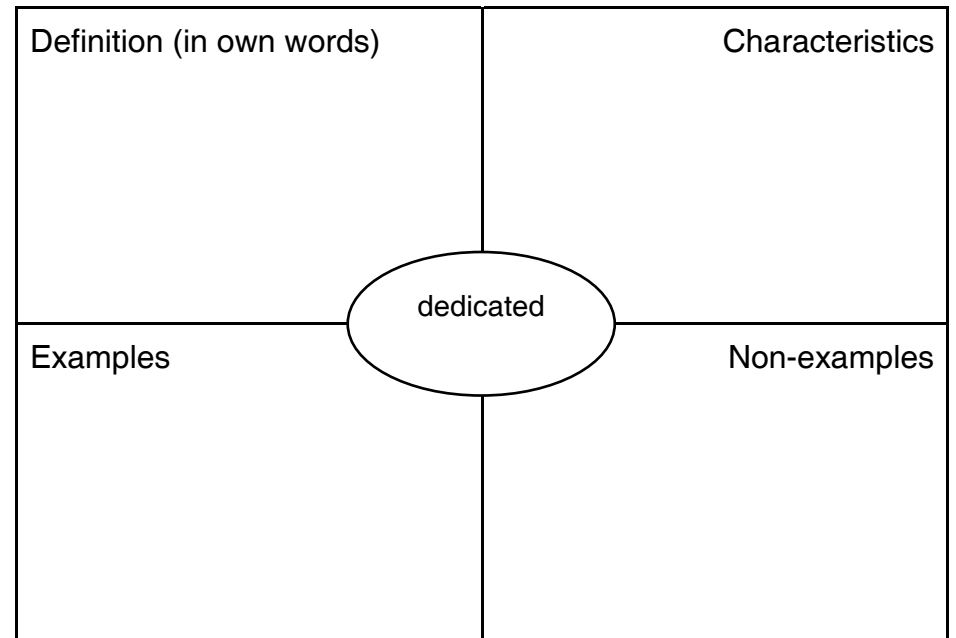 Definition (in own words)
Characteristics
dedicated
Examples
Non-examples